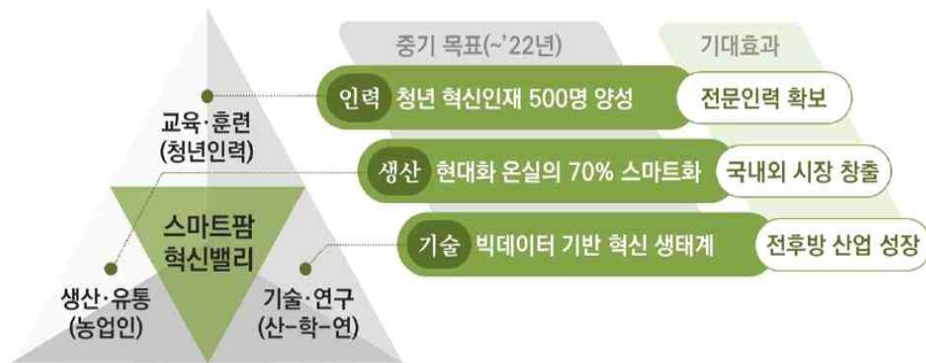 중기 목표(~'22년)
기대효과
인력 청년 혁신인재 500명 양성
전문인력 확보
교육·훈련
(청년인력)
생산 현대화 온실의 70% 스마트화
국내외 시장 창출
스마트팜
혁신밸리
기술 빅데이터 기반 혁신 생태계
전후방 산업 성장
생산·유통
(농업인)
기술·연구
(산-학-연)